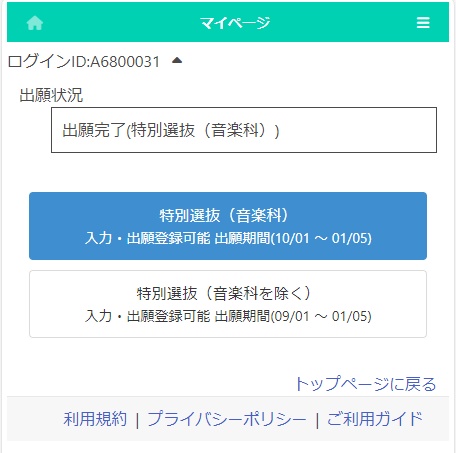 マイページ
ログインID:A6800031
出願状況
出願完了(特別選抜（音楽科）)
特別選抜（音楽科）
入力・出願登録可能 出願期間(10/01 ～ 01/05)
特別選抜（音楽科を除く）
入力・出願登録可能 出願期間(09/01 ～ 01/05)
トップページに戻る
利用規約 | プライバシーポリシー | ご利用ガイド